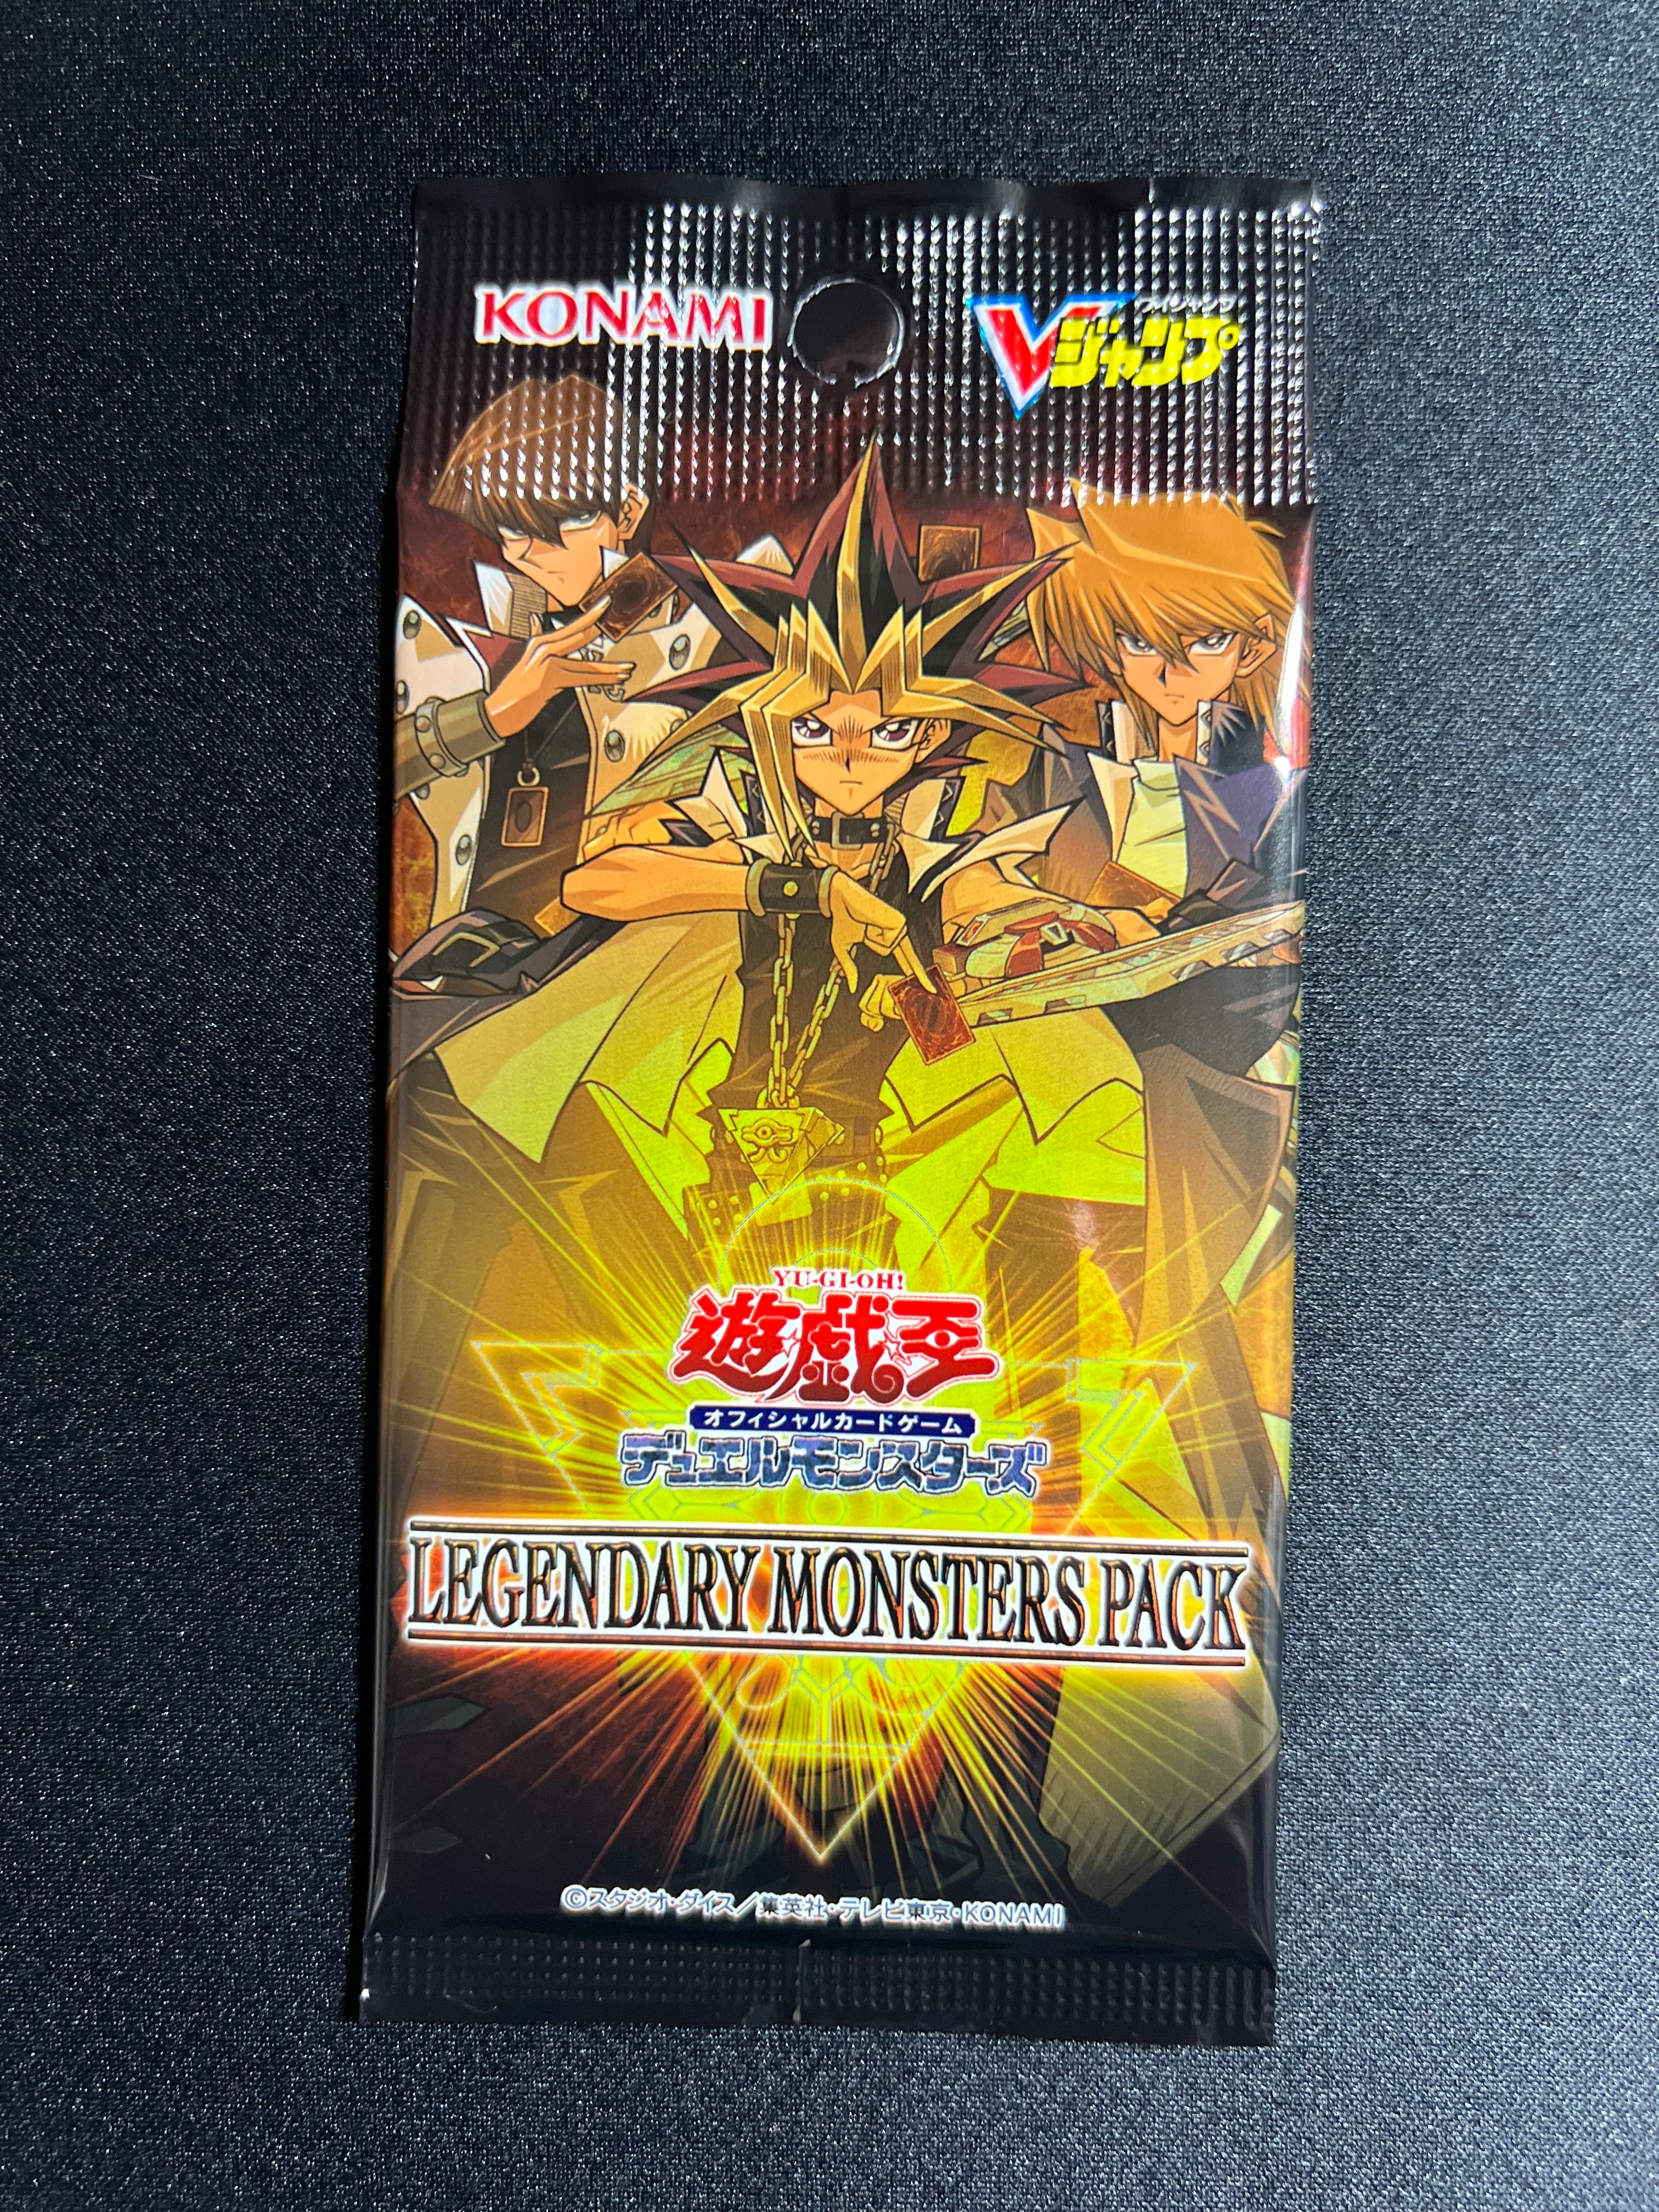 KONAMI
ブイジャンプ
Vジャンプ
YU-GI-OH!
遊戯王
オフィシャルカードゲーム
デュエルモンスターズ
LEGENDARY MONSTERS PACK
©スタジオ・ダイス／集英社・テレビ東京・KONAMI